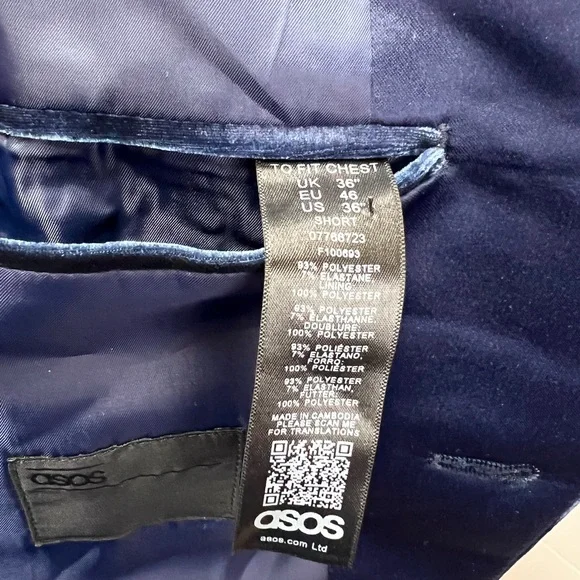 TO FIT CHEST
UK 36"
EU 46
US 36"
SHORT
07766723
F100693
93% POLYESTER
7% ELASTANE,
LINING:
100% POLYESTER
93% POLYESTER
7% ELASTHANNE,
DOUBLURE:
100% POLYESTER
93% POLIÉSTER
7% ELASTANO,
FORRO:
100% POLIÉSTER
93% POLYESTER
7% ELASTHAN,
FUTTER:
100% POLYESTER
MADE IN CAMBODIA
PLEASE SCAN ME
FOR TRANSLATIONS
asos
asos.com Ltd
asos